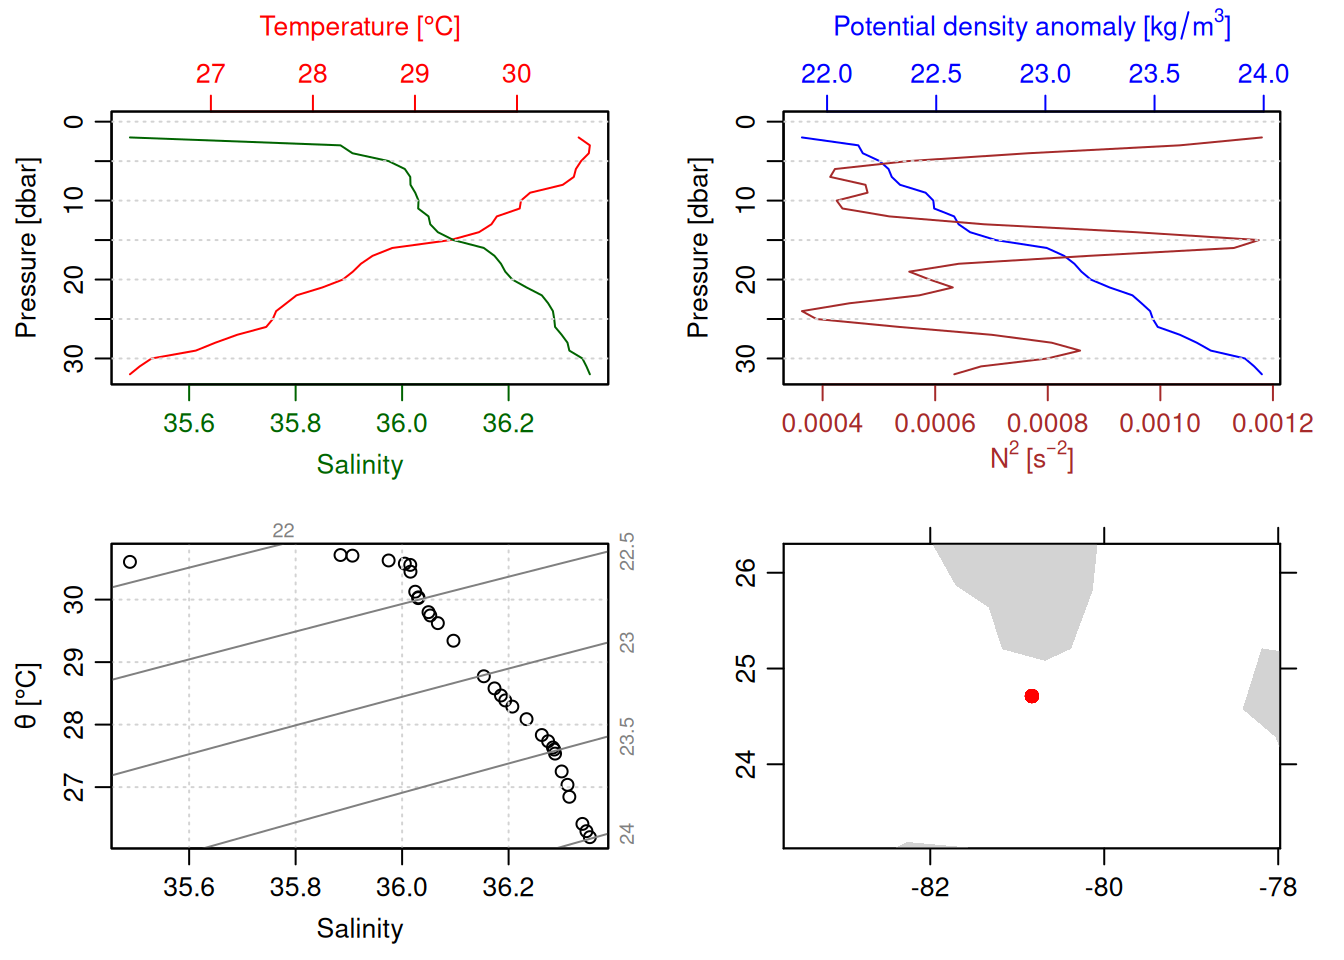 Temperature [°C]
27 28 29 30
Pressure [dbar]
0
10
20
30
35.6 35.8 36.0 36.2
Salinity
Potential density anomaly [kg/m³]
22.0 22.5 23.0 23.5 24.0
Pressure [dbar]
0
10
20
30
0.0004 0.0006 0.0008 0.0010 0.0012
N² [s⁻²]
22
22.5
23
23.5
24
θ [°C]
30
29
28
27
35.6 35.8 36.0 36.2
Salinity
26
25
24
-82 -80 -78